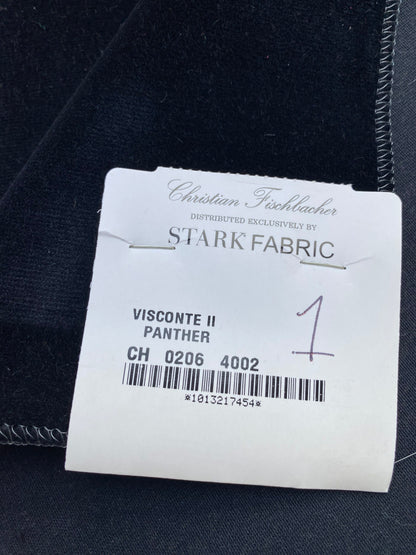 Christian Fischbacher
DISTRIBUTED EXCLUSIVELY BY
STARK FABRIC
1
VISCONTE II
PANTHER
CH 0206 4002
*1013217454*